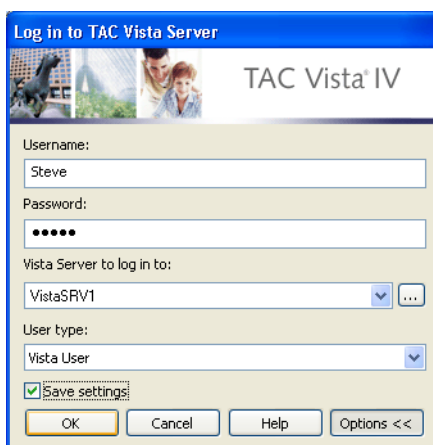 Log in to TAC Vista Server
TAC Vista® IV
Username:
Steve
Password:
•••••
Vista Server to log in to:
VistaSRV1
...
User type:
Vista User
Save settings
OK Cancel Help Options <<